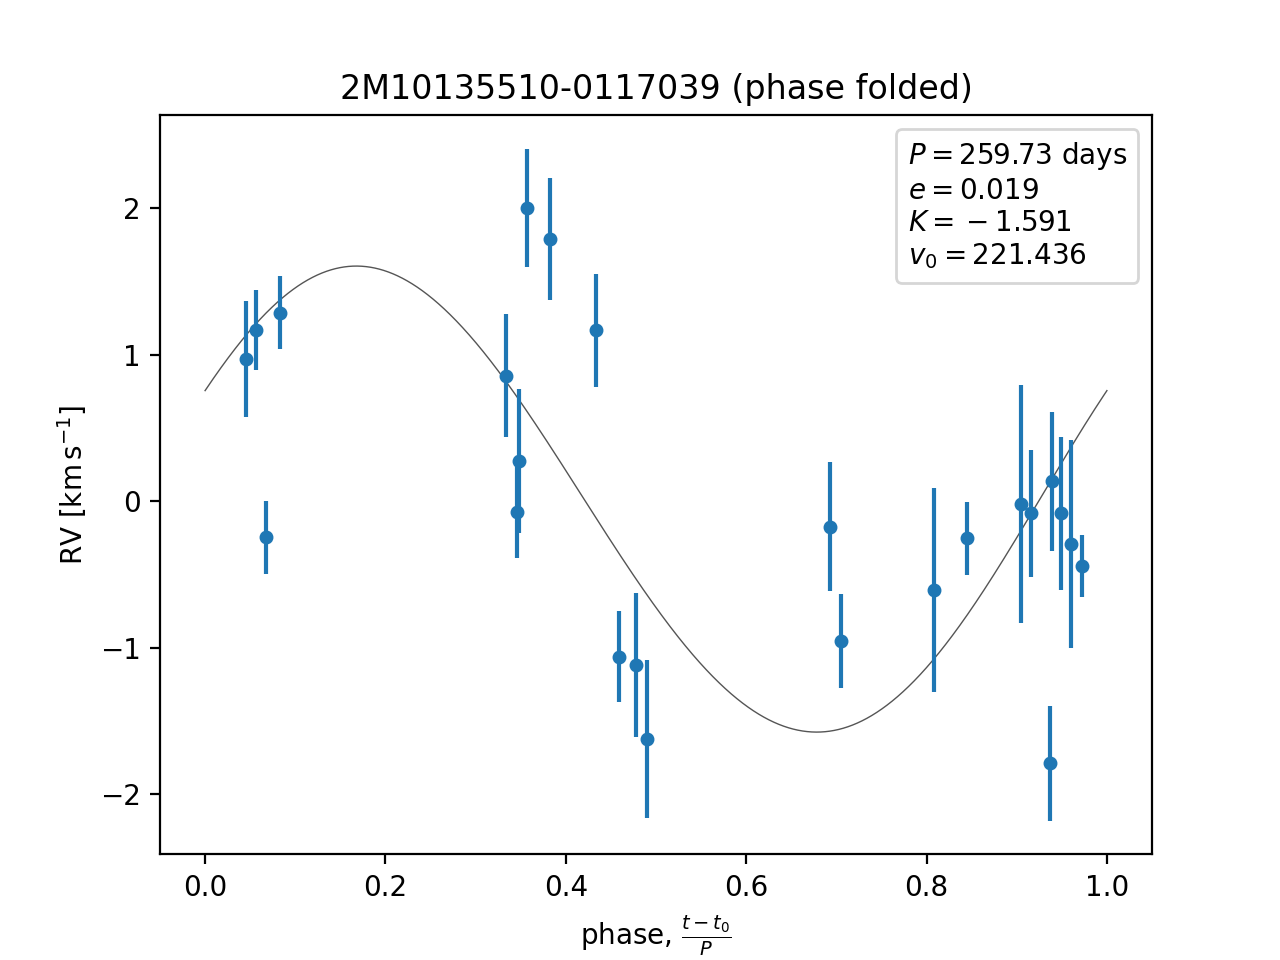 2M10135510-0117039 (phase folded)
P = 259.73 days
e = 0.019
K = −1.591
v₀ = 221.436
RV [km s⁻¹]
2
1
0
−1
−2
0.0 0.2 0.4 0.6 0.8 1.0
phase, (t − t₀)/P